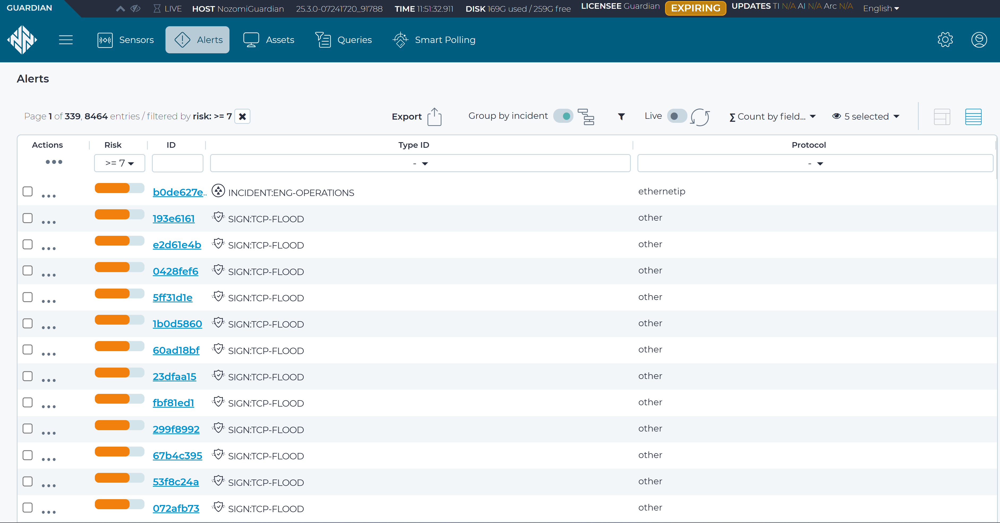 GUARDIAN LIVE HOST NozomiGuardian 25.3.0-07241720_91788 TIME 11:51:32.911 DISK 169G used / 259G free LICENSEE Guardian EXPIRING UPDATES TI N/A AI N/A Arc N/A English
Sensors Alerts Assets Queries Smart Polling
Alerts
Page 1 of 339, 8464 entries / filtered by risk: >= 7 Export Group by incident Live Σ Count by field... 5 selected
Actions Risk ID Type ID Protocol
>= 7 - -
b0de627e.. INCIDENT:ENG-OPERATIONS ethernetip
193e6161 SIGN:TCP-FLOOD other
e2d61e4b SIGN:TCP-FLOOD other
0428fef6 SIGN:TCP-FLOOD other
5ff31d1e SIGN:TCP-FLOOD other
1b0d5860 SIGN:TCP-FLOOD other
60ad18bf SIGN:TCP-FLOOD other
23dfaa15 SIGN:TCP-FLOOD other
fbf81ed1 SIGN:TCP-FLOOD other
299f8992 SIGN:TCP-FLOOD other
67b4c395 SIGN:TCP-FLOOD other
53f8c24a SIGN:TCP-FLOOD other
072afb73 SIGN:TCP-FLOOD other